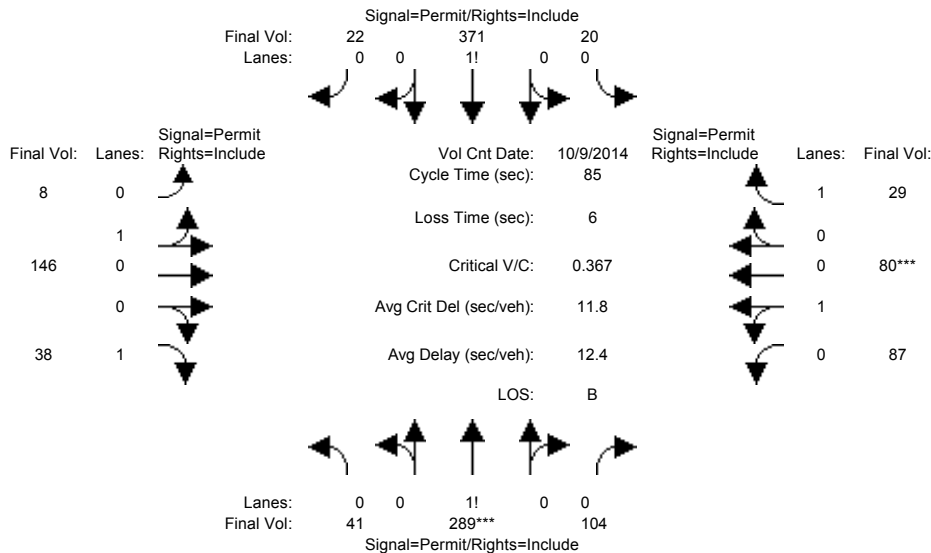 Signal=Permit/Rights=Include
Final Vol: 22 371 20
Lanes: 0 0 1! 0 0
Signal=Permit
Final Vol: Lanes: Rights=Include
Vol Cnt Date: 10/9/2014
Signal=Permit
Rights=Include Lanes: Final Vol:
Cycle Time (sec): 85
8 0
1 29
Loss Time (sec): 6
1
0
146 0
Critical V/C: 0.367
0 80***
0
Avg Crit Del (sec/veh): 11.8
1
38 1
Avg Delay (sec/veh): 12.4
0 87
LOS: B
Lanes: 0 0 1! 0 0
Final Vol: 41 289*** 104
Signal=Permit/Rights=Include